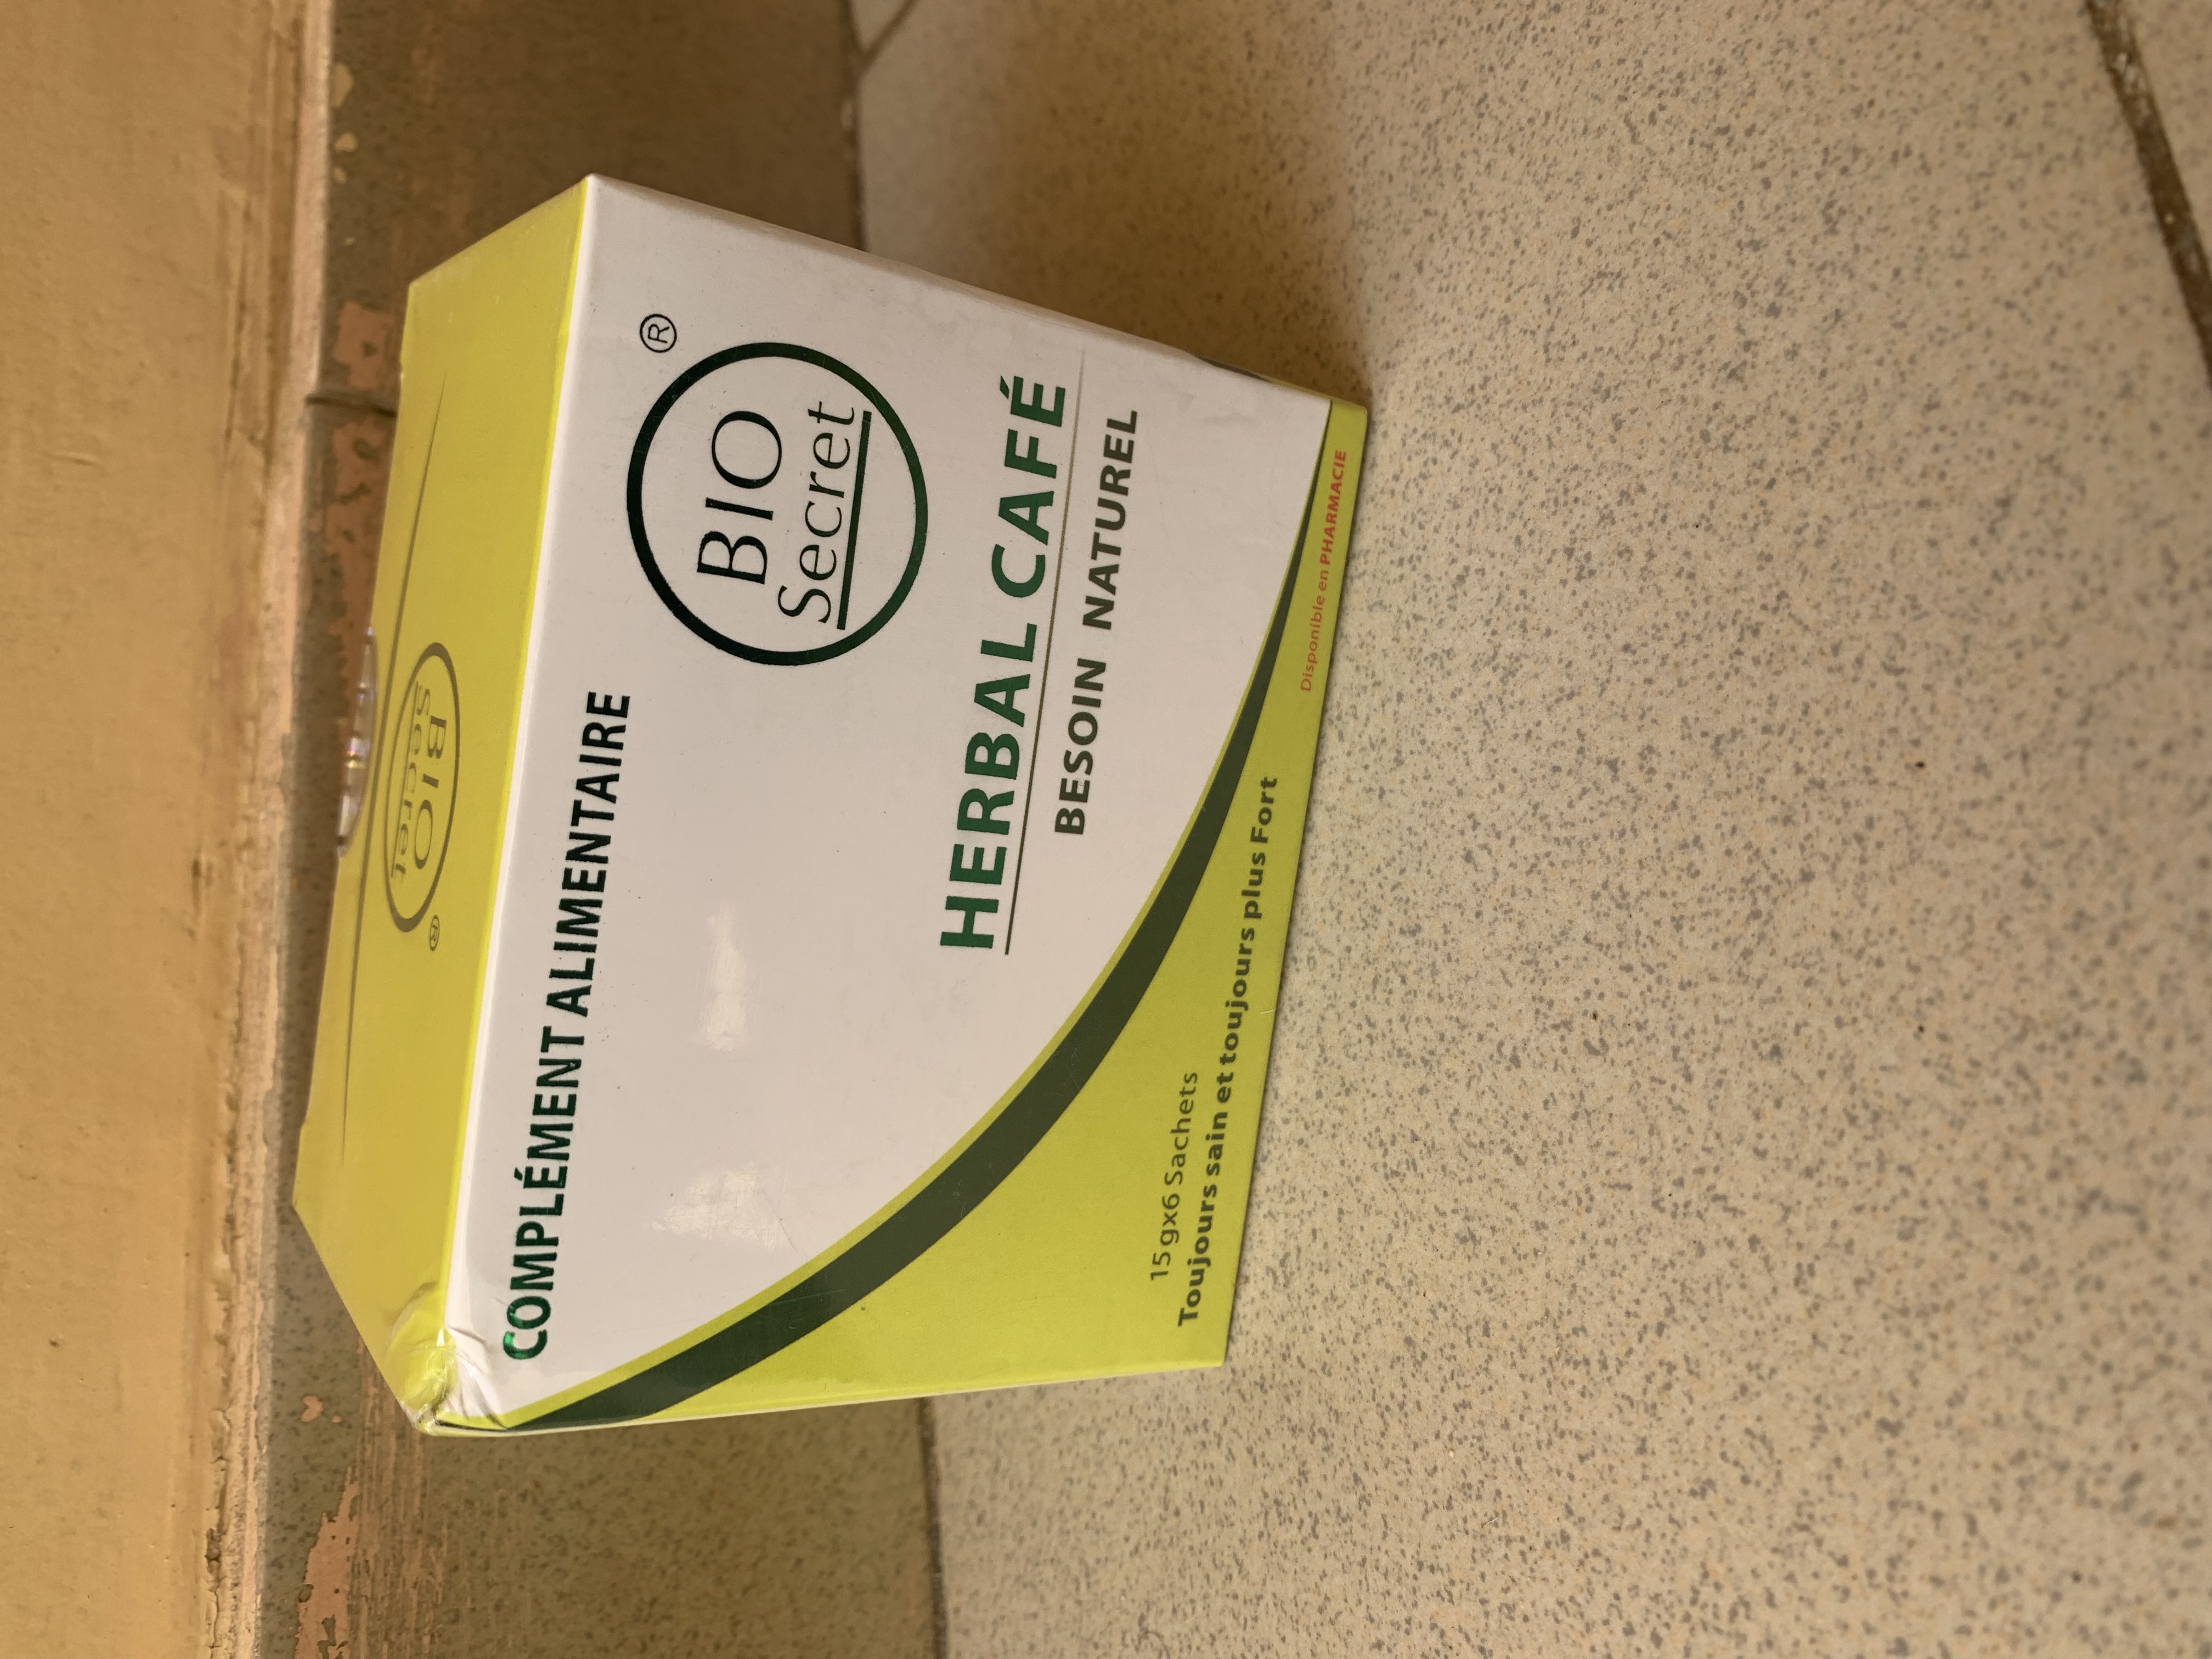 COMPLÉMENT ALIMENTAIRE
®
BIO
Secret
HERBAL CAFÉ
BESOIN NATUREL
15gx6 Sachets
Toujours sain et toujours plus Fort
Disponible en PHARMACIE
BIO
Secret
®